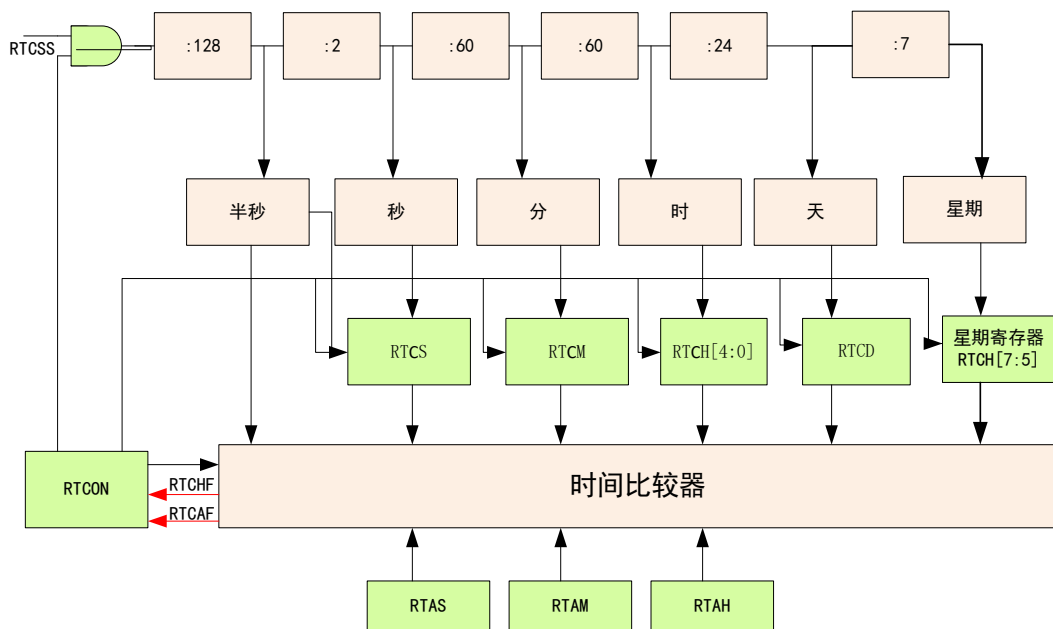 RTCSS
:128
:2
:60
:60
:24
:7
半秒
秒
分
时
天
星期
RTCS
RTCM
RTCH[4:0]
RTCD
星期寄存器
RTCH[7:5]
RTCON
RTCHF
RTCAF
时间比较器
RTAS
RTAM
RTAH